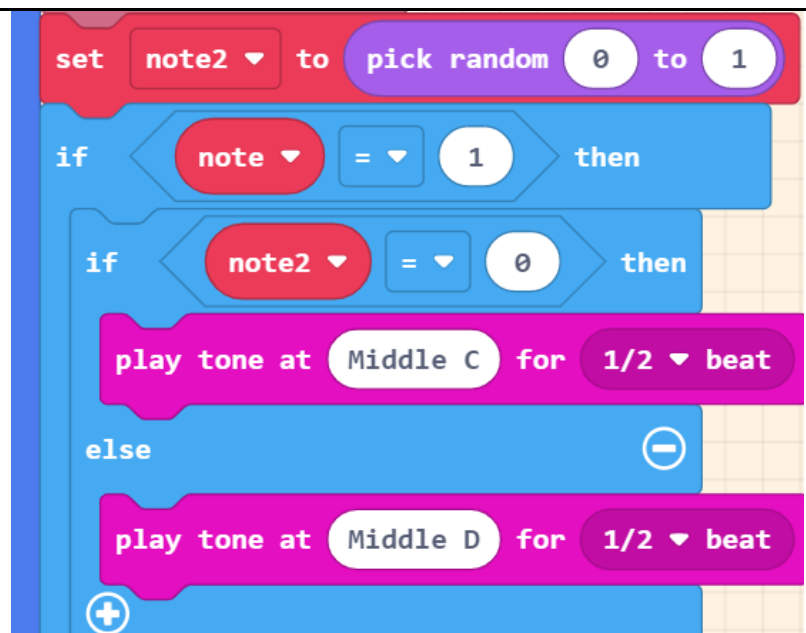 set note2 to pick random 0 to 1
if note = 1 then
if note2 = 0 then
play tone at Middle C for 1/2 beat
else
play tone at Middle D for 1/2 beat